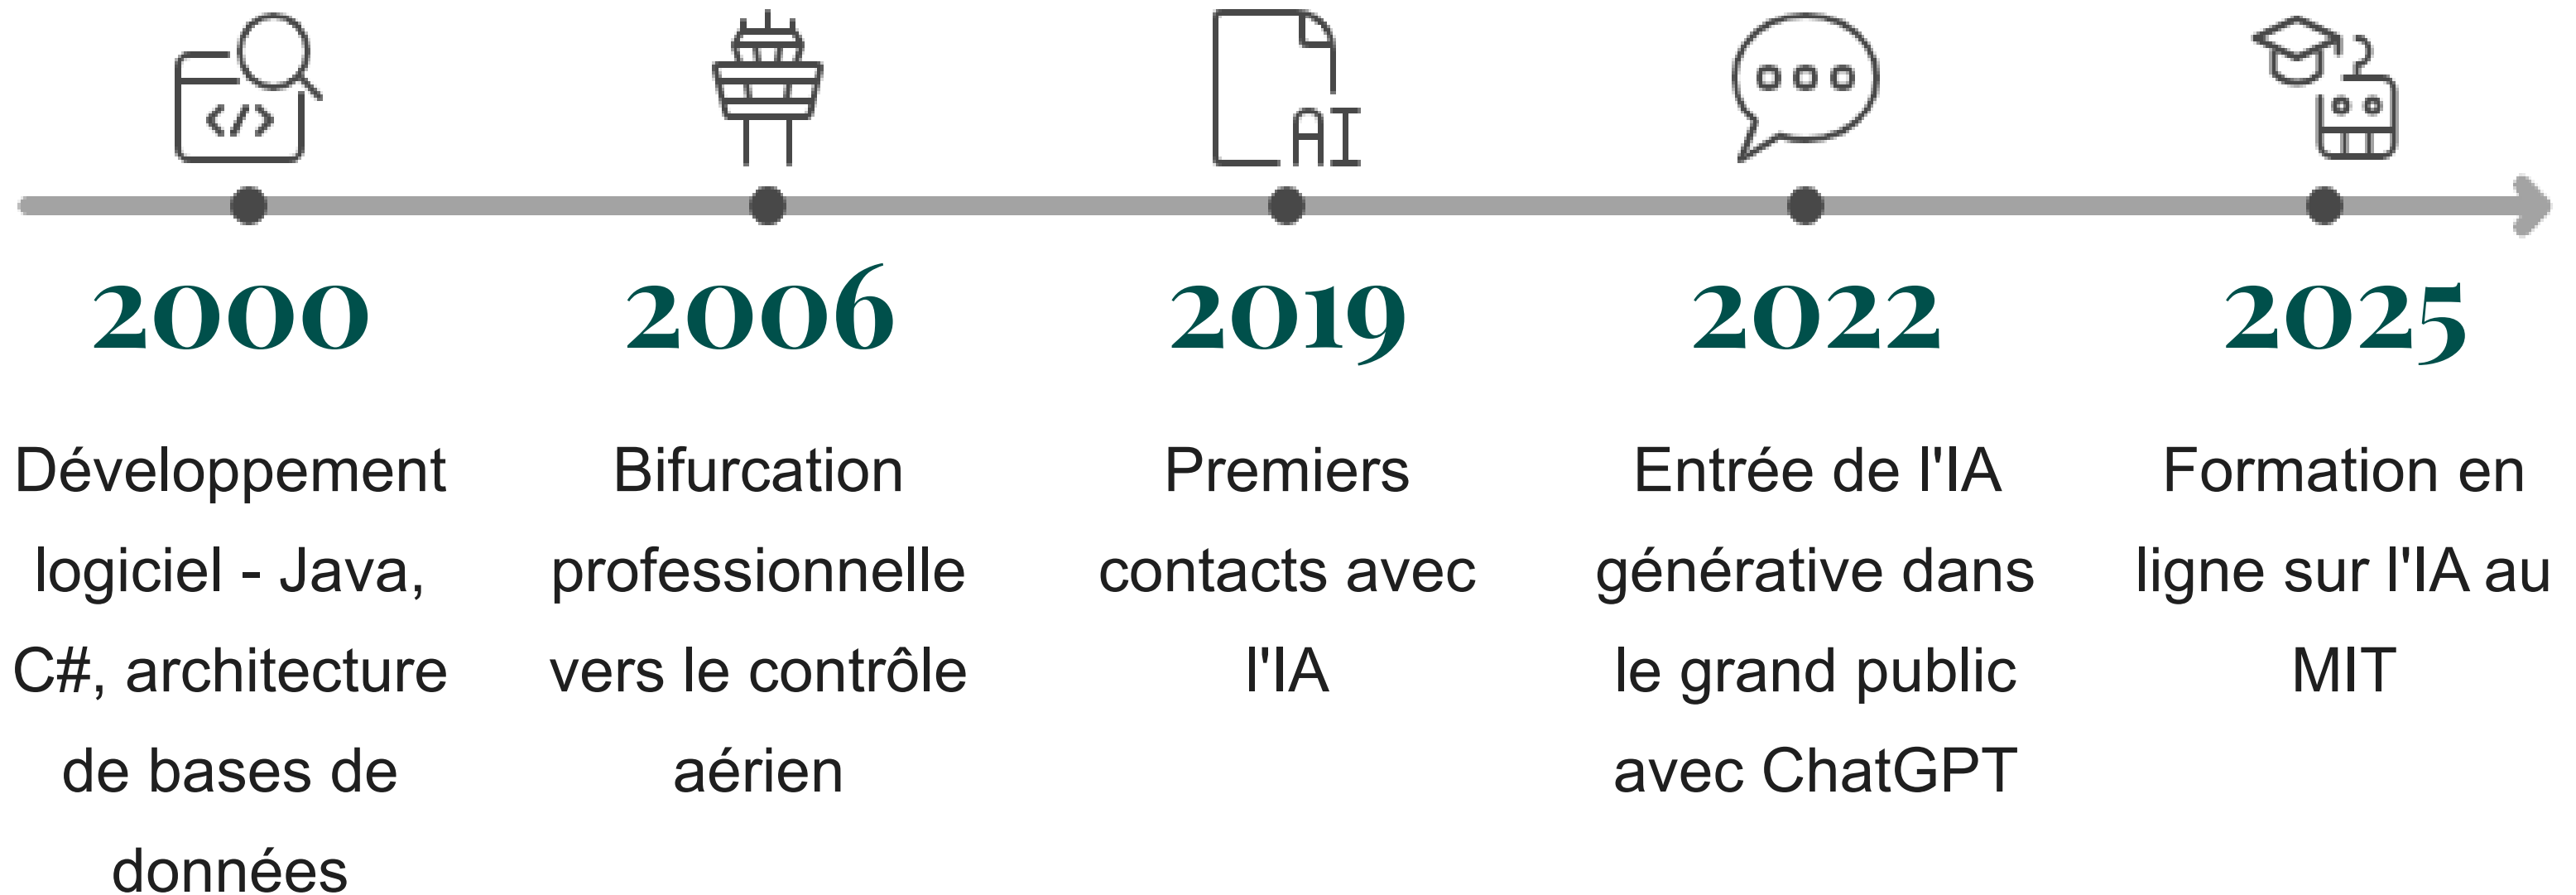 </>
AI
2000
2006
2019
2022
2025
Développement
logiciel - Java,
C#, architecture
de bases de
données
Bifurcation
professionnelle
vers le contrôle
aérien
Premiers
contacts avec
l'IA
Entrée de l'IA
générative dans
le grand public
avec ChatGPT
Formation en
ligne sur l'IA au
MIT